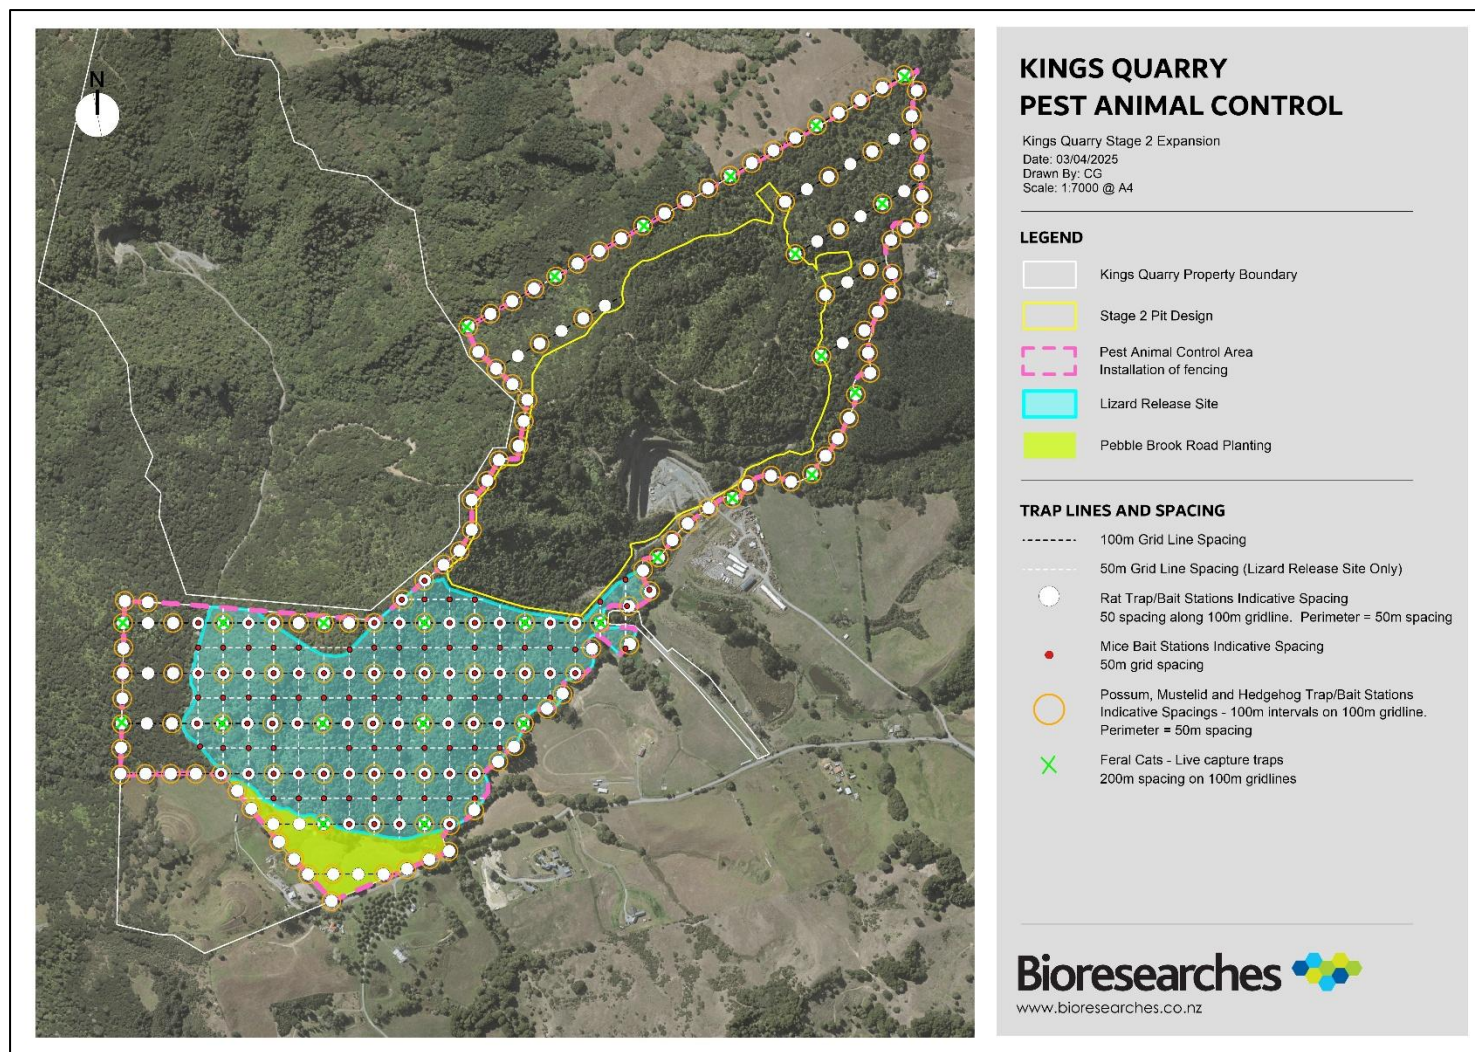 N
KINGS QUARRY
PEST ANIMAL CONTROL
Kings Quarry Stage 2 Expansion
Date: 03/04/2025
Drawn By: CG
Scale: 1:7000 @ A4
LEGEND
Kings Quarry Property Boundary
Stage 2 Pit Design
Pest Animal Control Area
Installation of fencing
Lizard Release Site
Pebble Brook Road Planting
TRAP LINES AND SPACING
100m Grid Line Spacing
50m Grid Line Spacing (Lizard Release Site Only)
Rat Trap/Bait Stations Indicative Spacing
50 spacing along 100m gridline. Perimeter = 50m spacing
Mice Bait Stations Indicative Spacing
50m grid spacing
Possum, Mustelid and Hedgehog Trap/Bait Stations
Indicative Spacings - 100m intervals on 100m gridline.
Perimeter = 50m spacing
Feral Cats - Live capture traps
200m spacing on 100m gridlines
Bioresearches
www.bioresearches.co.nz